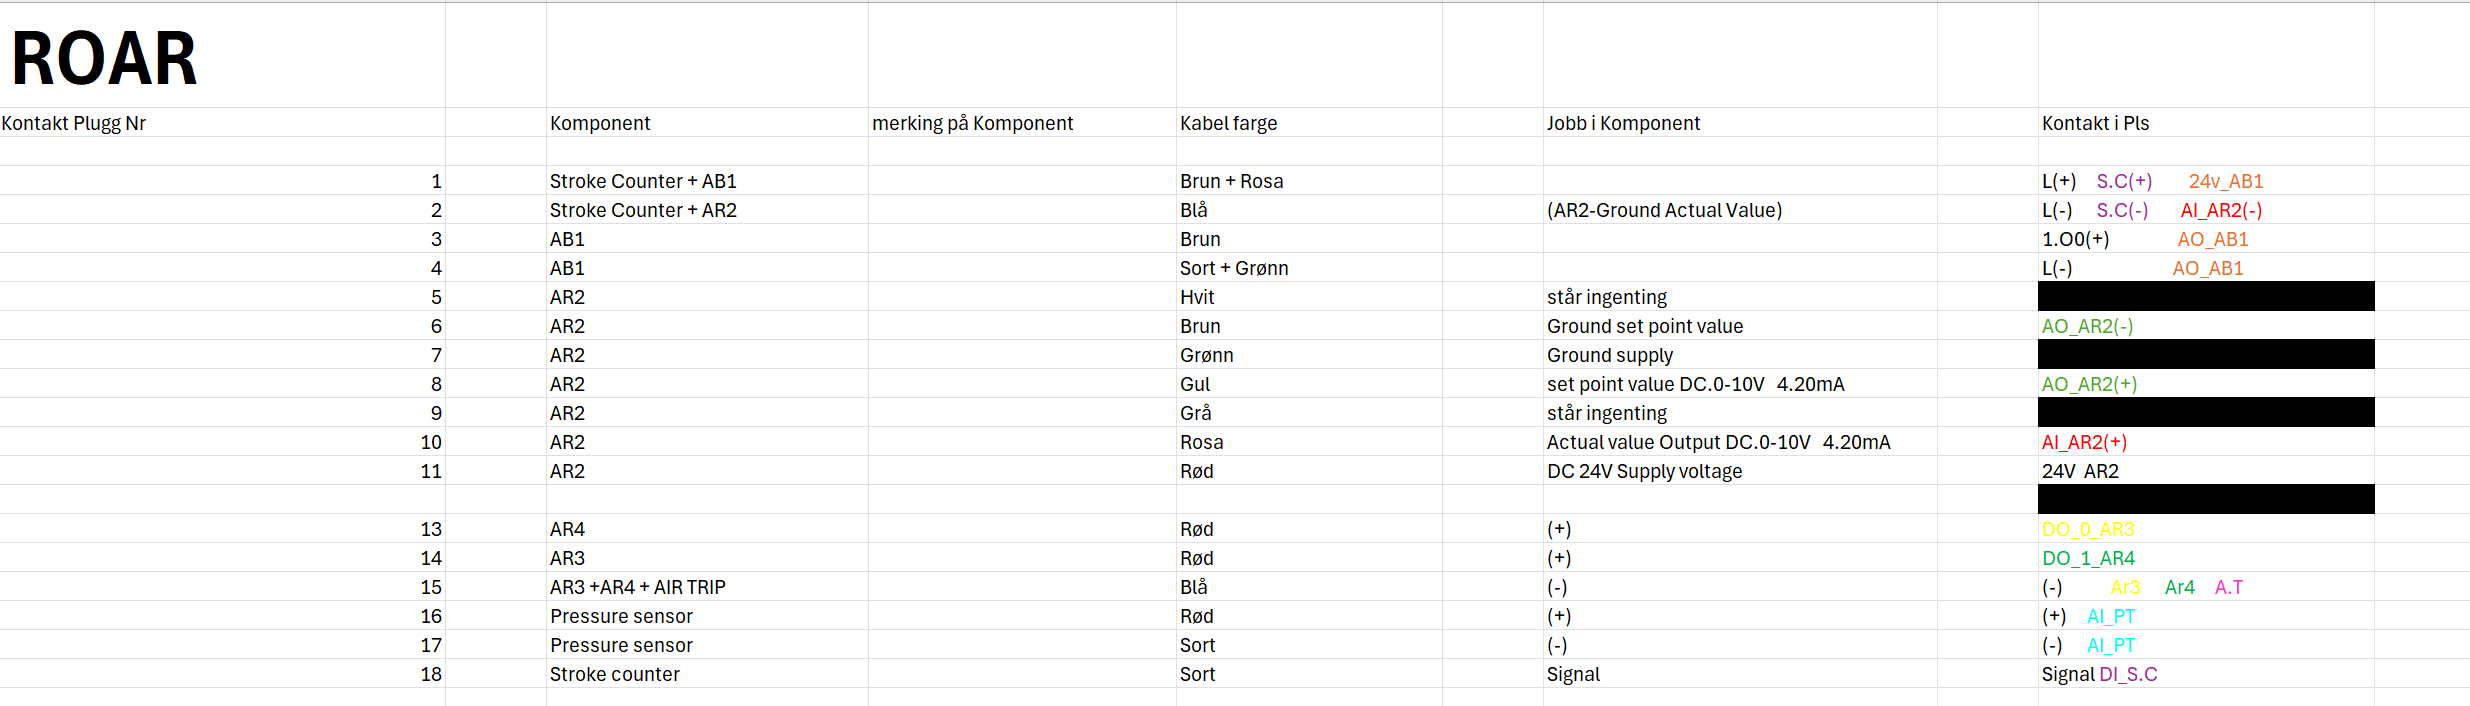 ROAR
Kontakt Plugg Nr Komponent merking på Komponent Kabel farge Jobb i Komponent Kontakt i Pls
1 Stroke Counter + AB1 Brun + Rosa L(+) S.C(+) 24v_AB1
2 Stroke Counter + AR2 Blå (AR2-Ground Actual Value) L(-) S.C(-) AI_AR2(-)
3 AB1 Brun 1.O0(+) AO_AB1
4 AB1 Sort + Grønn L(-) AO_AB1
5 AR2 Hvit står ingenting
6 AR2 Brun Ground set point value AO_AR2(-)
7 AR2 Grønn Ground supply
8 AR2 Gul set point value DC.0-10V 4.20mA AO_AR2(+)
9 AR2 Grå står ingenting
10 AR2 Rosa Actual value Output DC.0-10V 4.20mA AI_AR2(+)
11 AR2 Rød DC 24V Supply voltage 24V AR2
13 AR4 Rød (+) DO_0_AR3
14 AR3 Rød (+) DO_1_AR4
15 AR3 +AR4 + AIR TRIP Blå (-) (-) Ar3 Ar4 A.T
16 Pressure sensor Rød (+) (+) AI_PT
17 Pressure sensor Sort (-) (-) AI_PT
18 Stroke counter Sort Signal Signal DI_S.C